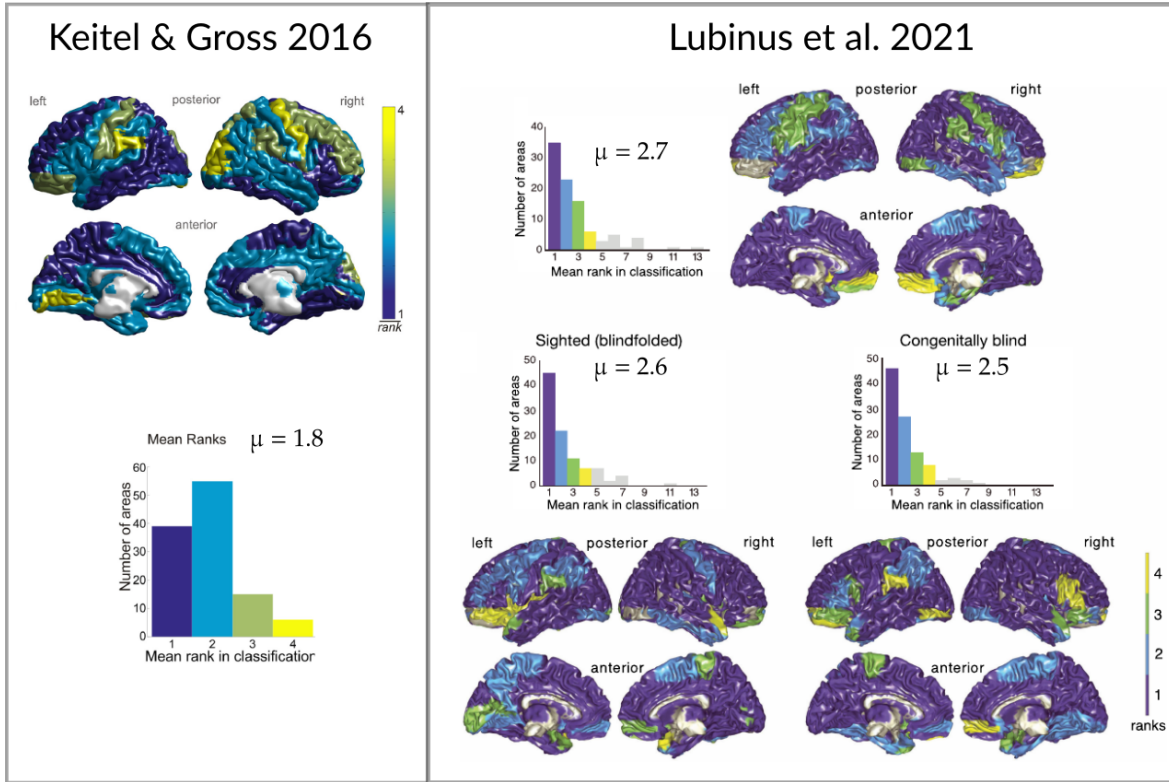 Keitel & Gross 2016
left posterior right
4
anterior
1
rank
Mean Ranks μ = 1.8
Number of areas
60
50
40
30
20
10
0
1 2 3 4
Mean rank in classification
Lubinus et al. 2021
left posterior right
μ = 2.7
Number of areas
40
30
20
10
0
1 3 5 7 9 11 13
Mean rank in classification
anterior
Sighted (blindfolded)
μ = 2.6
Number of areas
50
40
30
20
10
0
1 3 5 7 9 11 13
Mean rank in classification
Congenitally blind
μ = 2.5
Number of areas
50
40
30
20
10
0
1 3 5 7 9 11 13
Mean rank in classification
left posterior right
anterior
left posterior right
anterior
4
3
2
1
ranks